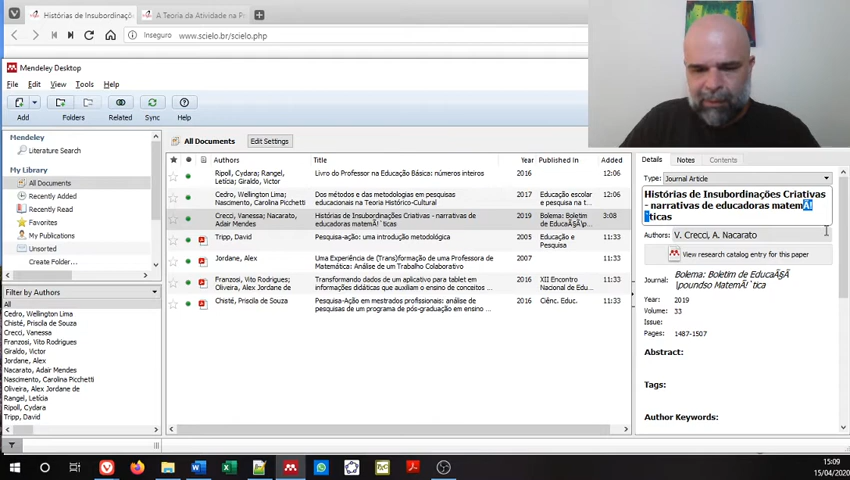 Histórias de Insubordinaçõ
A Teoria da Atividade na P
Inseguro
www.scielo.br/scielo.php
Mendeley Desktop
File Edit View Tools Help
Add
Folders
Related
Sync
Help
Mendeley
Literature Search
My Library
All Documents
Recently Added
Recently Read
Favorites
My Publications
Unsorted
Create Folder...
Filter by Authors
All
Cedro, Wellington Lima
Chisté, Priscila de Souza
Crecci, Vanessa
Franzosi, Vito Rodrigues
Giraldo, Victor
Jordane, Alex
Nacarato, Adair Mendes
Nascimento, Carolina Picchetti
Oliveira, Alex Jordane de
Rangel, Letícia
Ripoll, Cydara
Tripp, David
All Documents
Edit Settings
Authors Title Year Published In Added
Ripoll, Cydara; Rangel, Livro do Professor na Educação Básica: números inteiros 2016 12:06
Letícia; Giraldo, Victor
Cedro, Wellington Lima; Dos métodos e das metodologias em pesquisas 2017 Educação escolar 12:06
Nascimento, Carolina P... educacionais na Teoria Histórico-Cultural e pesquisa na t...
Crecci, Vanessa; Nacarato, Histórias de Insubordinações Criativas - narrativas de 2019 Bolema: Boletim 3:08
Adair Mendes educadoras matemÃ!`ticas de EducaÃ§Ã\p...
Tripp, David Pesquisa-ação: uma introdução metodológica 2005 Educação e 11:33
Pesquisa
Jordane, Alex Uma Experiência de (Trans)formação de um Professora de 2007 11:33
Matemática: Análise de um Trabalho Colaborativo
Franzosi, Vito Rodrigues; Transformando dados de um aplicativo para tablet em 2016 XII Encontro 11:33
Oliveira, Alex Jordane de informações didáticas que auxiliam o ensino de conceitos ... Nacional de Edu...
Chisté, Priscila de Souza Pesquisa-Ação em mestrados profissionais: análise de 2016 Ciênc. Educ. 11:33
pesquisas de um programa de pós-graduação em ensino ...
Details Notes Contents
Type: Journal Article
Histórias de Insubordinações Criativas
- narrativas de educadoras matemÃ!
`ticas
Authors: V. Crecci, A. Nacarato
View research catalog entry for this paper
Journal: Bolema: Boletim de EducaÃ§Ã
\poundso MatemÃ!`tica
Year: 2019
Volume: 33
Issue:
Pages: 1487-1507
Abstract:
Tags:
Author Keywords:
15:09
15/04/2020